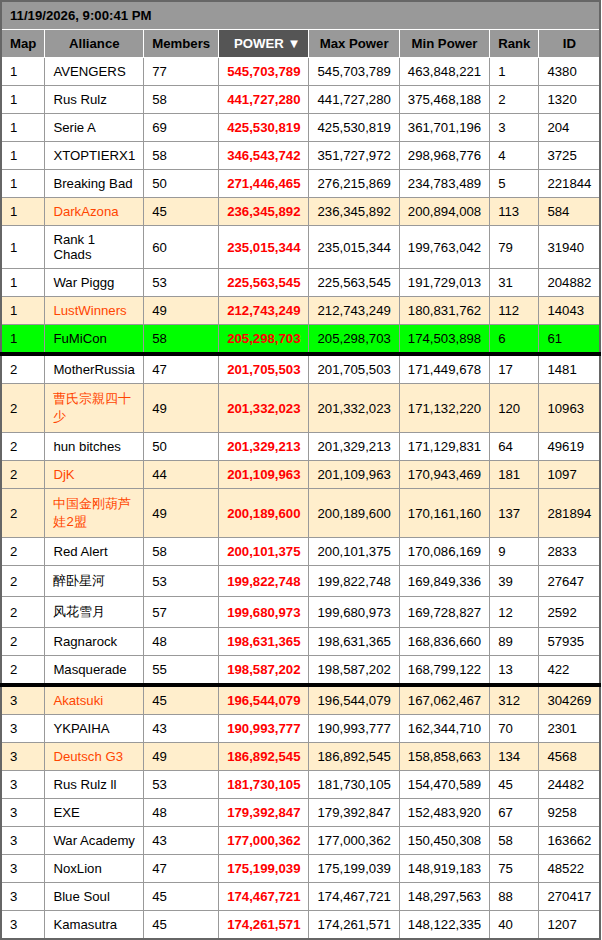 11/19/2026, 9:00:41 PM
Map Alliance Members POWER ▼ Max Power Min Power Rank ID
1 AVENGERS 77 545,703,789 545,703,789 463,848,221 1 4380
1 Rus Rulz 58 441,727,280 441,727,280 375,468,188 2 1320
1 Serie A 69 425,530,819 425,530,819 361,701,196 3 204
1 XTOPTIERX1 58 346,543,742 351,727,972 298,968,776 4 3725
1 Breaking Bad 50 271,446,465 276,215,869 234,783,489 5 221844
1 DarkAzona 45 236,345,892 236,345,892 200,894,008 113 584
1 Rank 1 Chads 60 235,015,344 235,015,344 199,763,042 79 31940
1 War Piggg 53 225,563,545 225,563,545 191,729,013 31 204882
1 LustWinners 49 212,743,249 212,743,249 180,831,762 112 14043
1 FuMiCon 58 205,298,703 205,298,703 174,503,898 6 61
2 MotherRussia 47 201,705,503 201,705,503 171,449,678 17 1481
2 曹氏宗親四十少 49 201,332,023 201,332,023 171,132,220 120 10963
2 hun bitches 50 201,329,213 201,329,213 171,129,831 64 49619
2 DjK 44 201,109,963 201,109,963 170,943,469 181 1097
2 中国金刚葫芦娃2盟 49 200,189,600 200,189,600 170,161,160 137 281894
2 Red Alert 58 200,101,375 200,101,375 170,086,169 9 2833
2 醉卧星河 53 199,822,748 199,822,748 169,849,336 39 27647
2 风花雪月 57 199,680,973 199,680,973 169,728,827 12 2592
2 Ragnarock 48 198,631,365 198,631,365 168,836,660 89 57935
2 Masquerade 55 198,587,202 198,587,202 168,799,122 13 422
3 Akatsuki 45 196,544,079 196,544,079 167,062,467 312 304269
3 YKPAIHA 43 190,993,777 190,993,777 162,344,710 70 2301
3 Deutsch G3 49 186,892,545 186,892,545 158,858,663 134 4568
3 Rus Rulz ll 53 181,730,105 181,730,105 154,470,589 45 24482
3 EXE 48 179,392,847 179,392,847 152,483,920 67 9258
3 War Academy 43 177,000,362 177,000,362 150,450,308 58 163662
3 NoxLion 47 175,199,039 175,199,039 148,919,183 75 48522
3 Blue Soul 45 174,467,721 174,467,721 148,297,563 88 270417
3 Kamasutra 45 174,261,571 174,261,571 148,122,335 40 1207